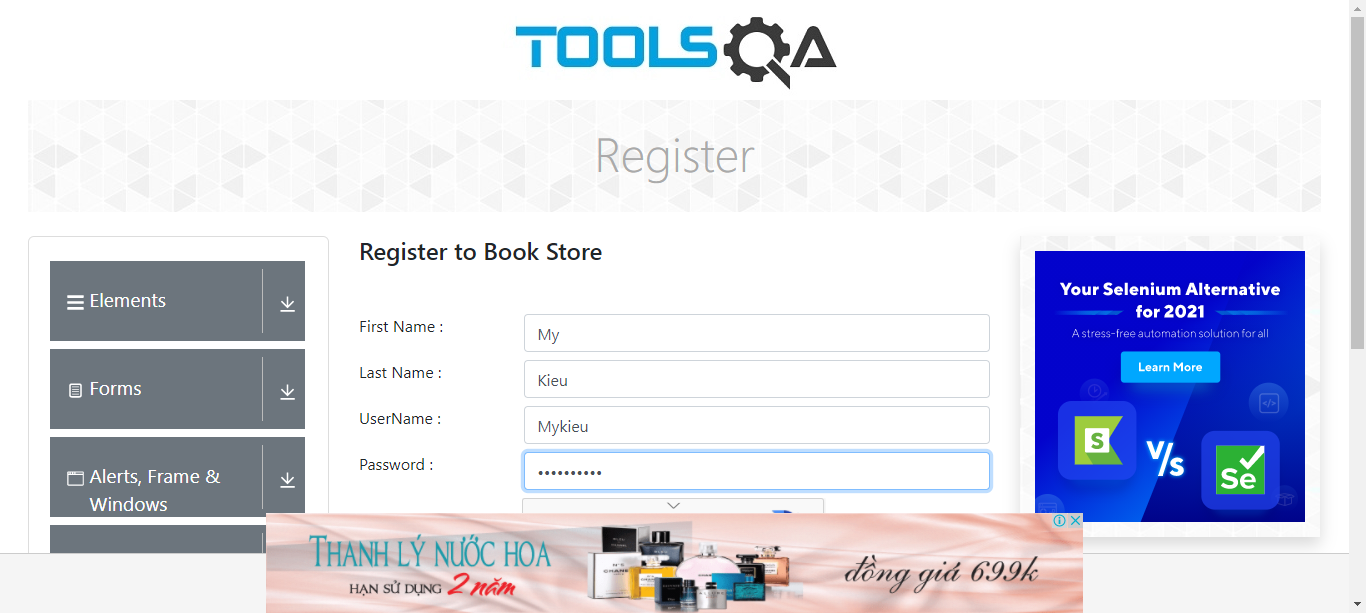 TOOLSQA
Register
Elements
Forms
Alerts, Frame &
Windows
Register to Book Store
First Name :
My
Last Name :
Kieu
UserName :
Mykieu
Password :
••••••••••
Your Selenium Alternative
for 2021
A stress-free automation solution for all
Learn More
S
V/s
Se
THANH LÝ NƯỚC HOA
HẠN SỬ DỤNG 2 năm
đồng giá 699k